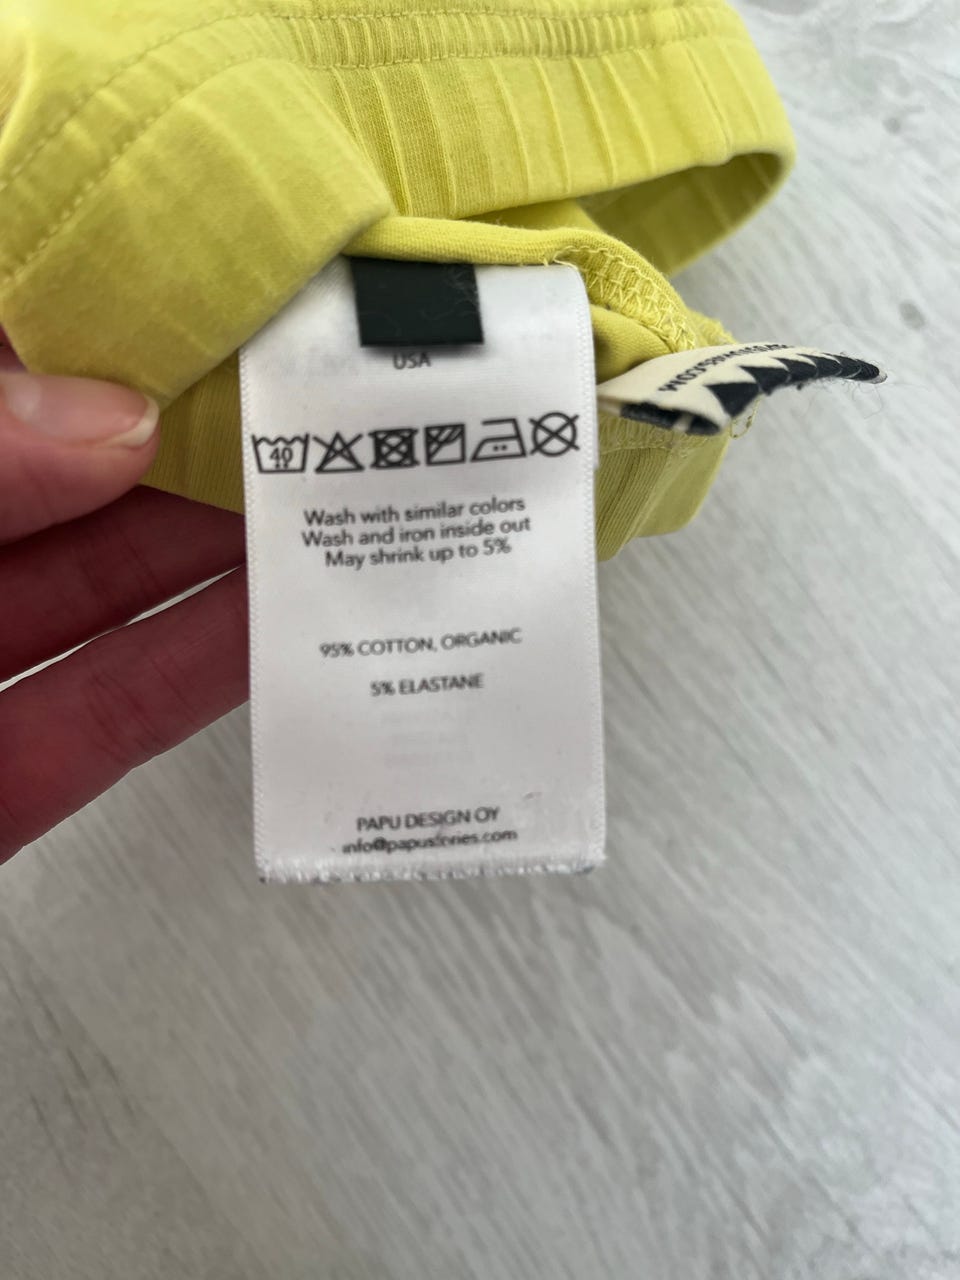 USA
40
Wash with similar colors
Wash and iron inside out
May shrink up to 5%
95% COTTON, ORGANIC
5% ELASTANE
PAPU DESIGN OY
info@papustories.com